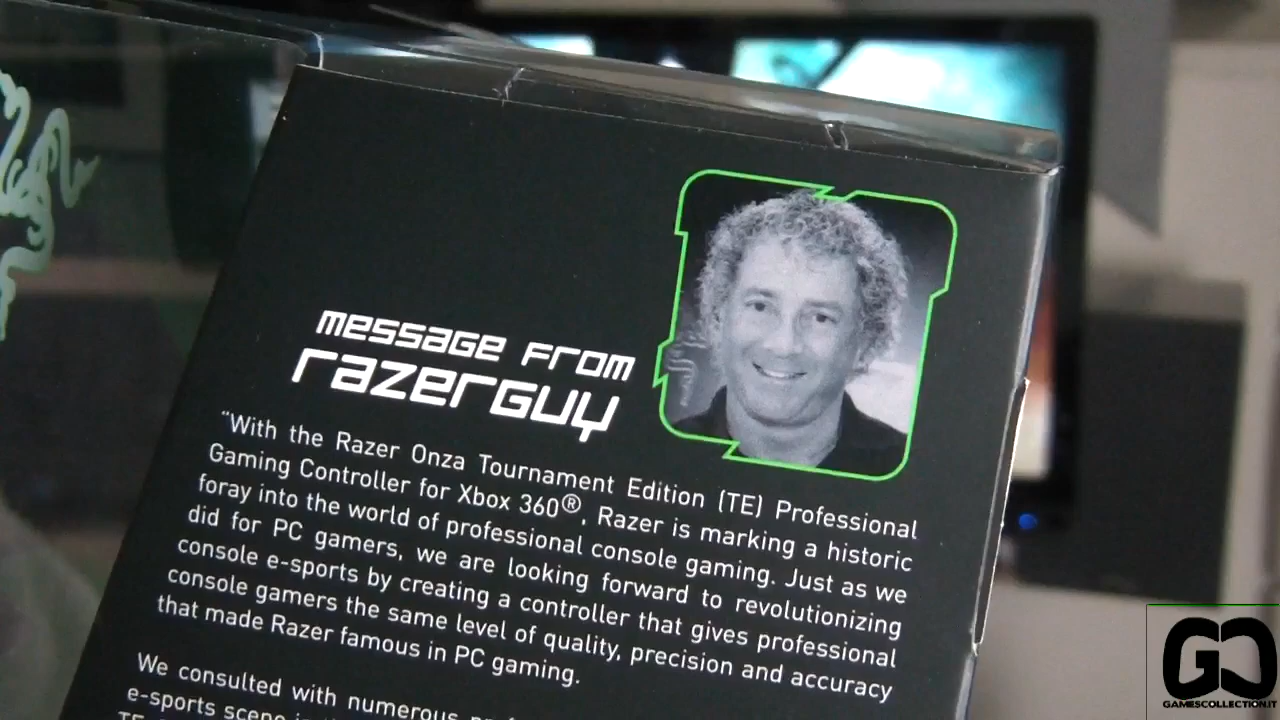 message from
razerguy
"With the Razer Onza Tournament Edition (TE) Professional
Gaming Controller for Xbox 360®, Razer is marking a historic
foray into the world of professional console gaming. Just as we
did for PC gamers, we are looking forward to revolutionizing
console e-sports by creating a controller that gives professional
console gamers the same level of quality, precision and accuracy
that made Razer famous in PC gaming.
We consulted with numerous
e-sports scene
GAMESCOLLECTION.IT